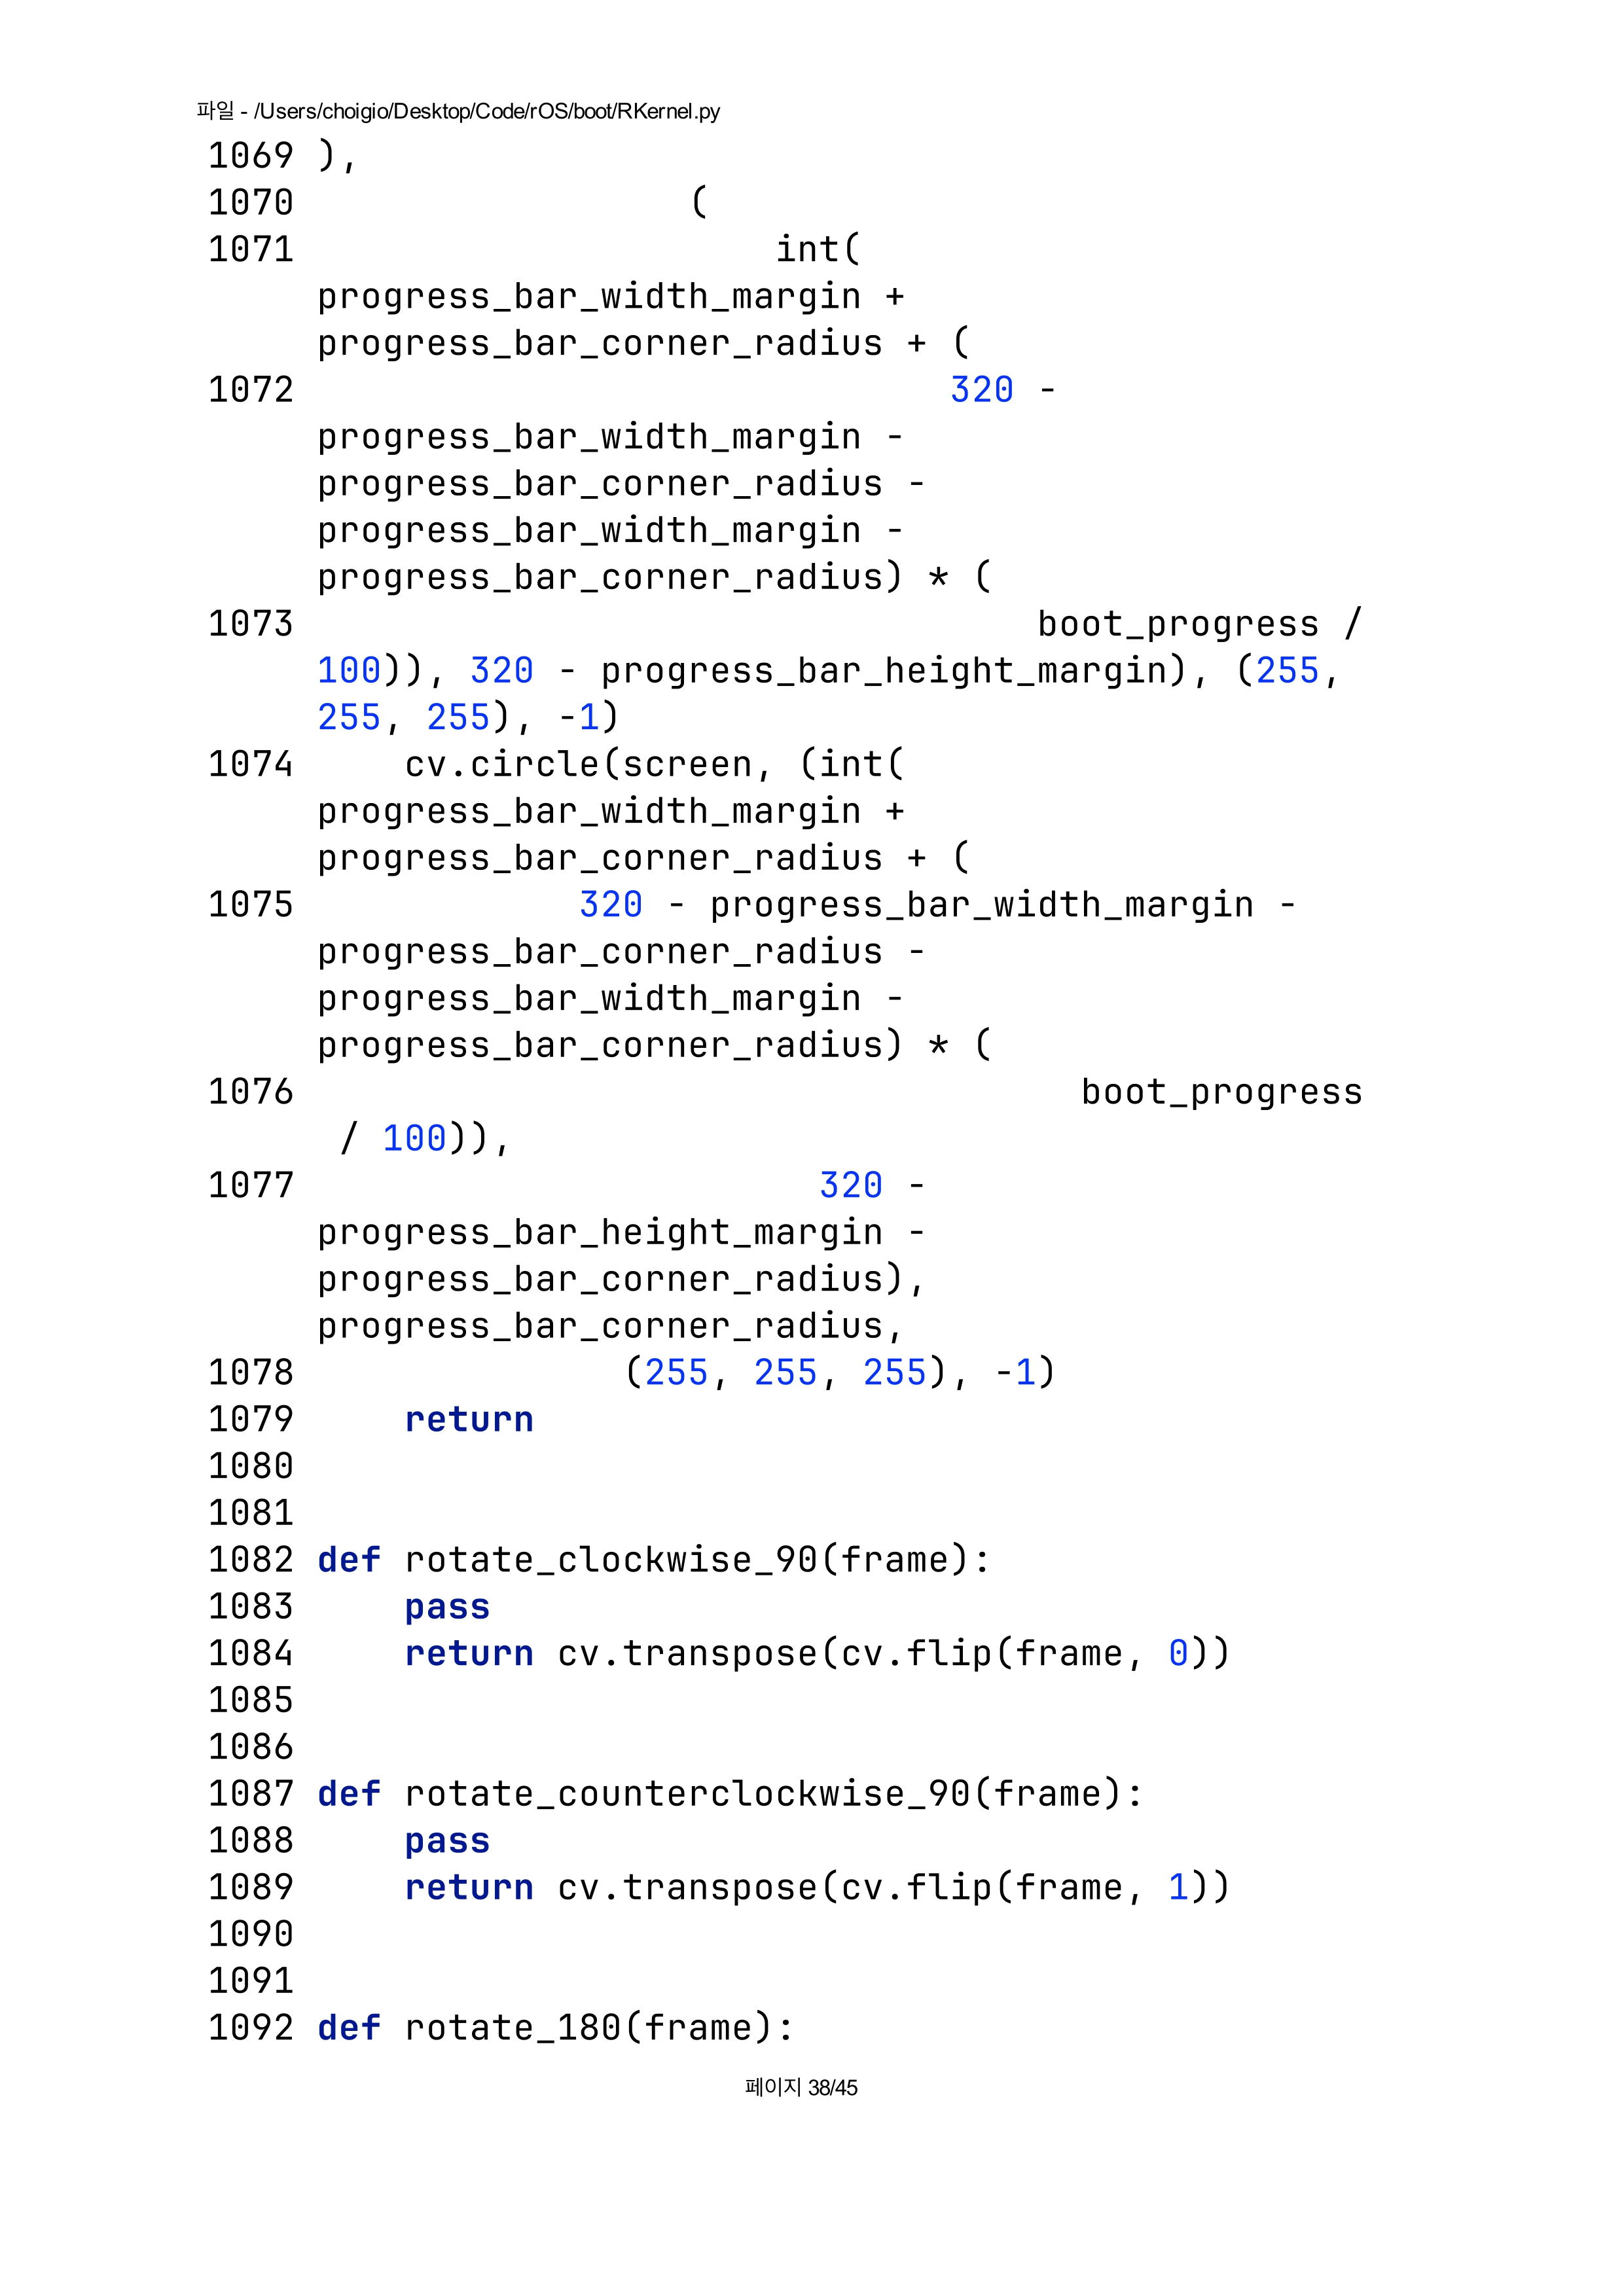 파일 - /Users/choigio/Desktop/Code/rOS/boot/RKernel.py
1069 ),
1070                  (
1071                      int(
progress_bar_width_margin +
progress_bar_corner_radius + (
1072                             320 -
progress_bar_width_margin -
progress_bar_corner_radius -
progress_bar_width_margin -
progress_bar_corner_radius) * (
1073                                 boot_progress /
100)), 320 - progress_bar_height_margin), (255,
255, 255), -1)
1074     cv.circle(screen, (int(
progress_bar_width_margin +
progress_bar_corner_radius + (
1075             320 - progress_bar_width_margin -
progress_bar_corner_radius -
progress_bar_width_margin -
progress_bar_corner_radius) * (
1076                                    boot_progress
/ 100)),
1077                        320 -
progress_bar_height_margin -
progress_bar_corner_radius),
progress_bar_corner_radius,
1078               (255, 255, 255), -1)
1079     return
1080
1081
1082 def rotate_clockwise_90(frame):
1083     pass
1084     return cv.transpose(cv.flip(frame, 0))
1085
1086
1087 def rotate_counterclockwise_90(frame):
1088     pass
1089     return cv.transpose(cv.flip(frame, 1))
1090
1091
1092 def rotate_180(frame):
페이지 38/45